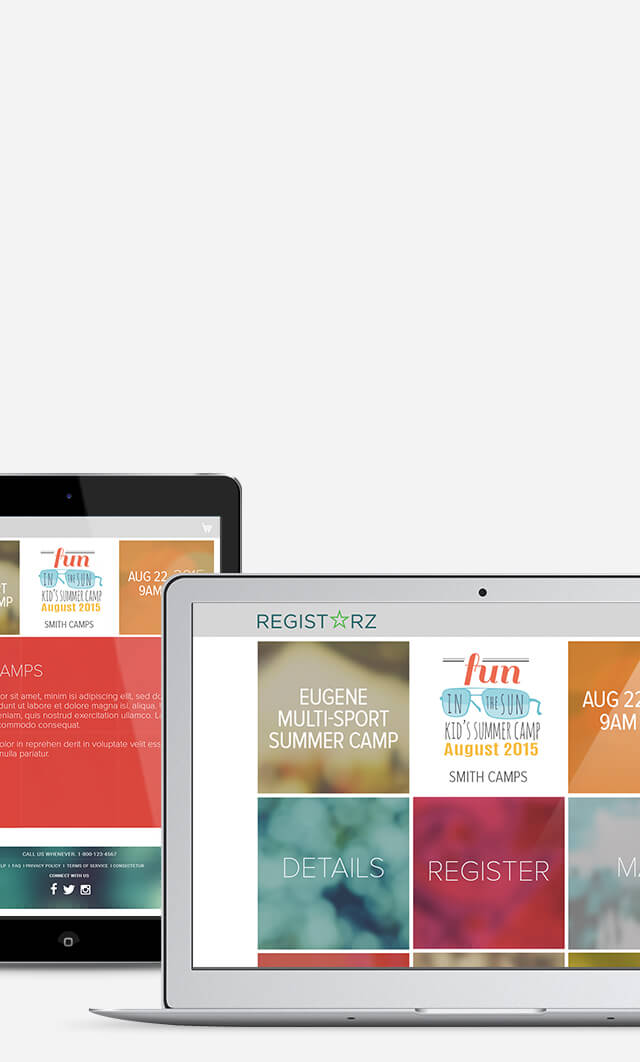 fun
IN THE SUN
KID'S SUMMER CAMP
August 2015
SMITH CAMPS
AUG 22, 2015
9AM
AMPS
or sit amet, minim isi adipiscing elit, sed do
dunt ut labore et dolore magna isi. aliqua.
eniam, quis nostrud exercitation ullamco. L
commodo consequat.
olor in reprehen derit in voluptate velit ess
nulla pariatur.
CALL US WHENEVER. 1-800-123-4567
LP | FAQ | PRIVACY POLICY | TERMS OF SERVICE | CONSECTETUR
CONNECT WITH US
REGISTRZ
EUGENE
MULTI-SPORT
SUMMER CAMP
fun
IN THE SUN
KID'S SUMMER CAMP
August 2015
SMITH CAMPS
AUG 22
9AM
DETAILS
REGISTER
MA